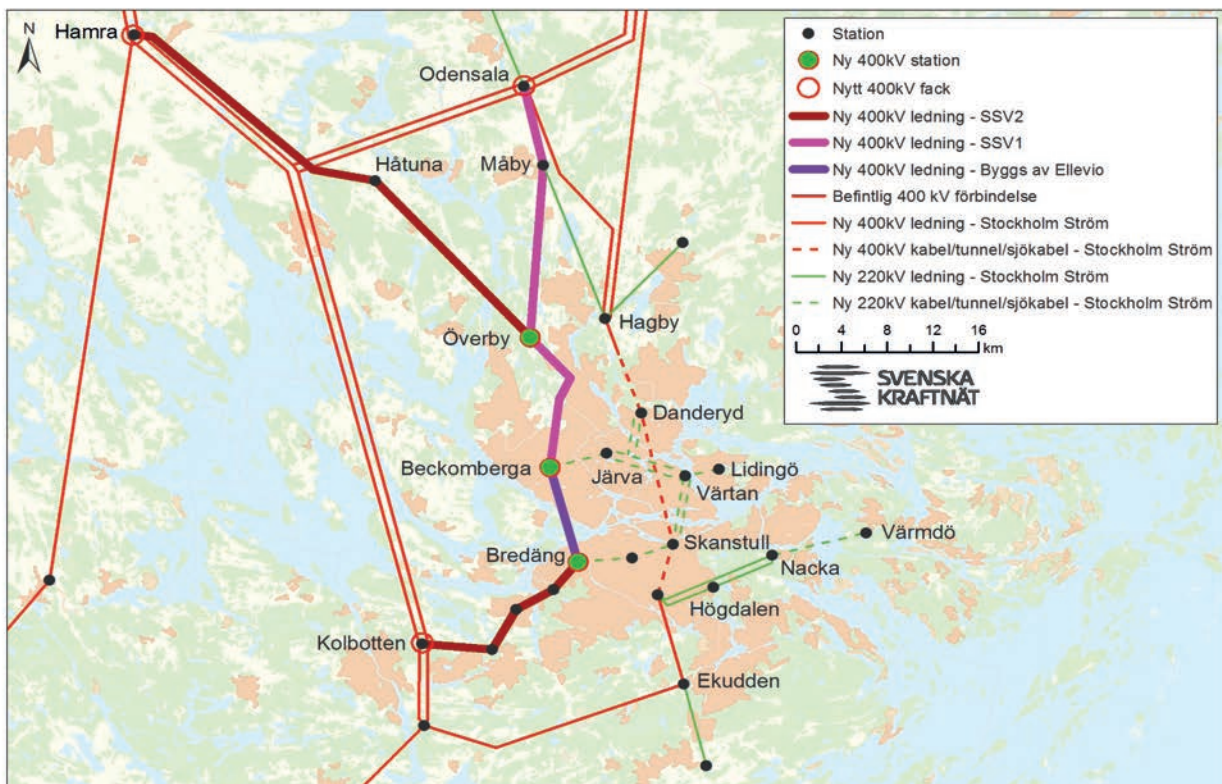 N
Hamra
Odensala
Håtuna
Måby
Hagby
Överby
Danderyd
Beckomberga
Järva
Lidingö
Värtan
Bredäng
Skanstull
Värmdö
Nacka
Högdalen
Kolbotten
Ekudden
Station
Ny 400kV station
Nytt 400kV fack
Ny 400kV ledning - SSV2
Ny 400kV ledning - SSV1
Ny 400kV ledning - Byggs av Ellevio
Befintlig 400 kV förbindelse
Ny 400kV ledning - Stockholm Ström
Ny 400kV kabel/tunnel/sjökabel - Stockholm Ström
Ny 220kV ledning - Stockholm Ström
Ny 220kV kabel/tunnel/sjökabel - Stockholm Ström
0 4 8 12 16
km
SVENSKA
KRAFTNÄT